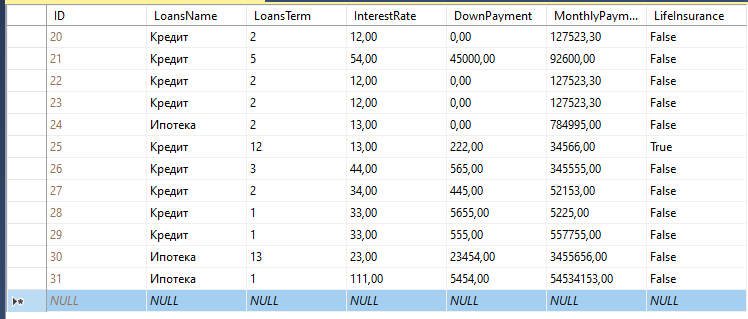 ID LoansName LoansTerm InterestRate DownPayment MonthlyPaym... LifeInsurance
20 Кредит 2 12,00 0,00 127523,30 False
21 Кредит 5 54,00 45000,00 92600,00 False
22 Кредит 2 12,00 0,00 127523,30 False
23 Кредит 2 12,00 0,00 127523,30 False
24 Ипотека 2 13,00 0,00 784995,00 False
25 Кредит 12 13,00 222,00 34566,00 True
26 Кредит 3 44,00 565,00 345555,00 False
27 Кредит 2 34,00 445,00 52153,00 False
28 Кредит 1 33,00 5655,00 5225,00 False
29 Кредит 1 33,00 555,00 557755,00 False
30 Ипотека 13 23,00 23454,00 3455656,00 False
31 Ипотека 1 111,00 5454,00 54534153,00 False
NULL NULL NULL NULL NULL NULL NULL